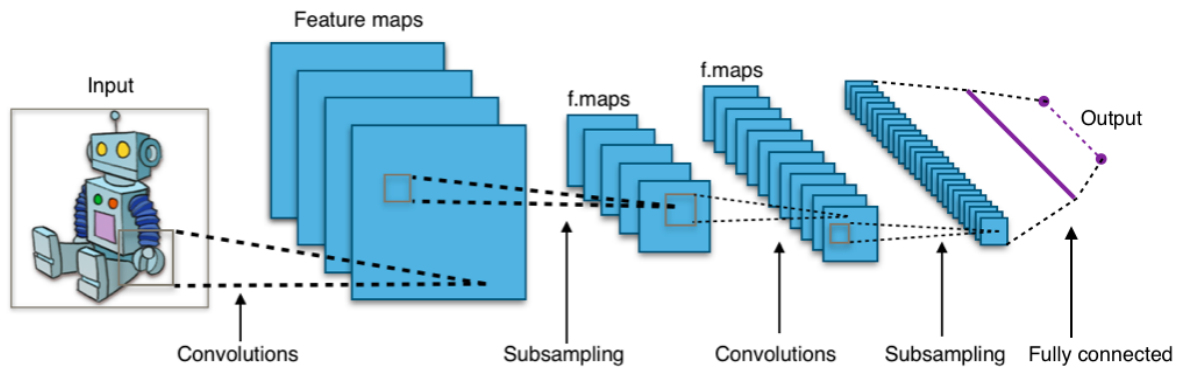 Feature maps
Input
f.maps
f.maps
Output
Convolutions
Subsampling
Convolutions
Subsampling
Fully connected